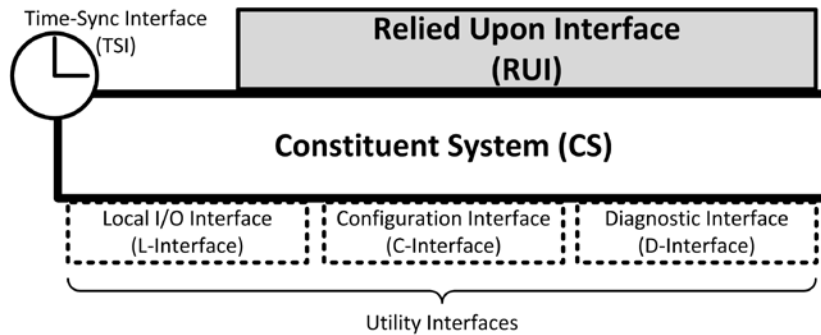 Time-Sync Interface
(TSI)
Relied Upon Interface
(RUI)
Constituent System (CS)
Local I/O Interface
(L-Interface)
Configuration Interface
(C-Interface)
Diagnostic Interface
(D-Interface)
Utility Interfaces